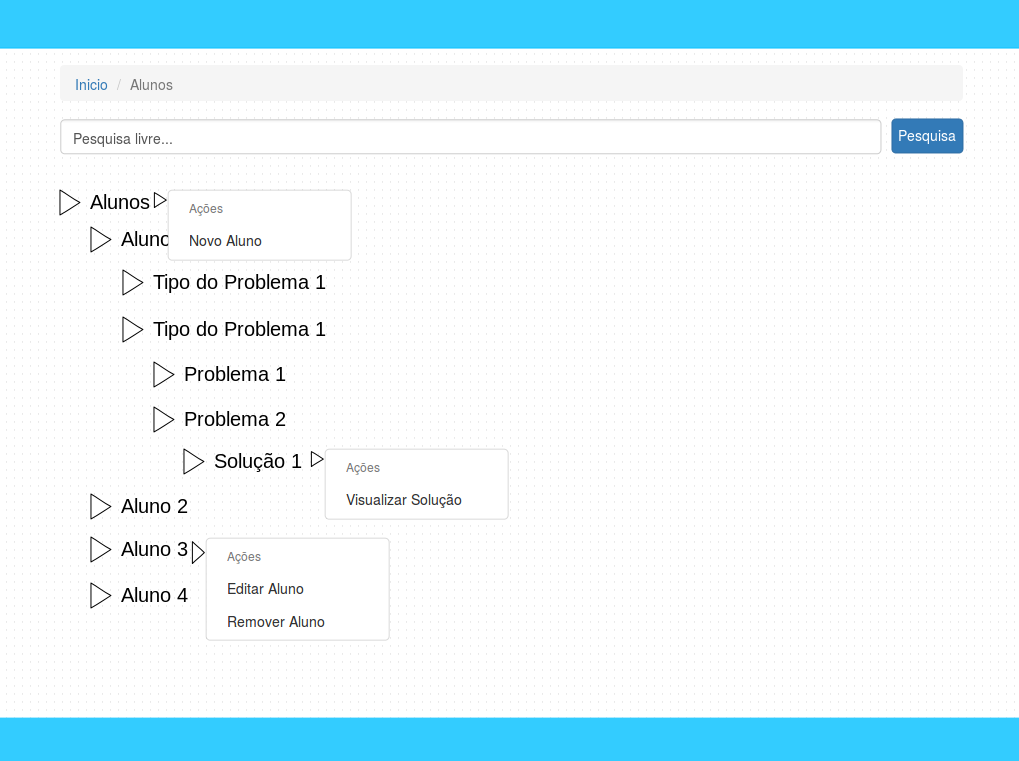 Inicio / Alunos
Pesquisa livre...
Pesquisa
Alunos
Ações
Novo Aluno
Tipo do Problema 1
Tipo do Problema 1
Problema 1
Problema 2
Solução 1
Ações
Visualizar Solução
Aluno 2
Aluno 3
Ações
Editar Aluno
Remover Aluno
Aluno 4